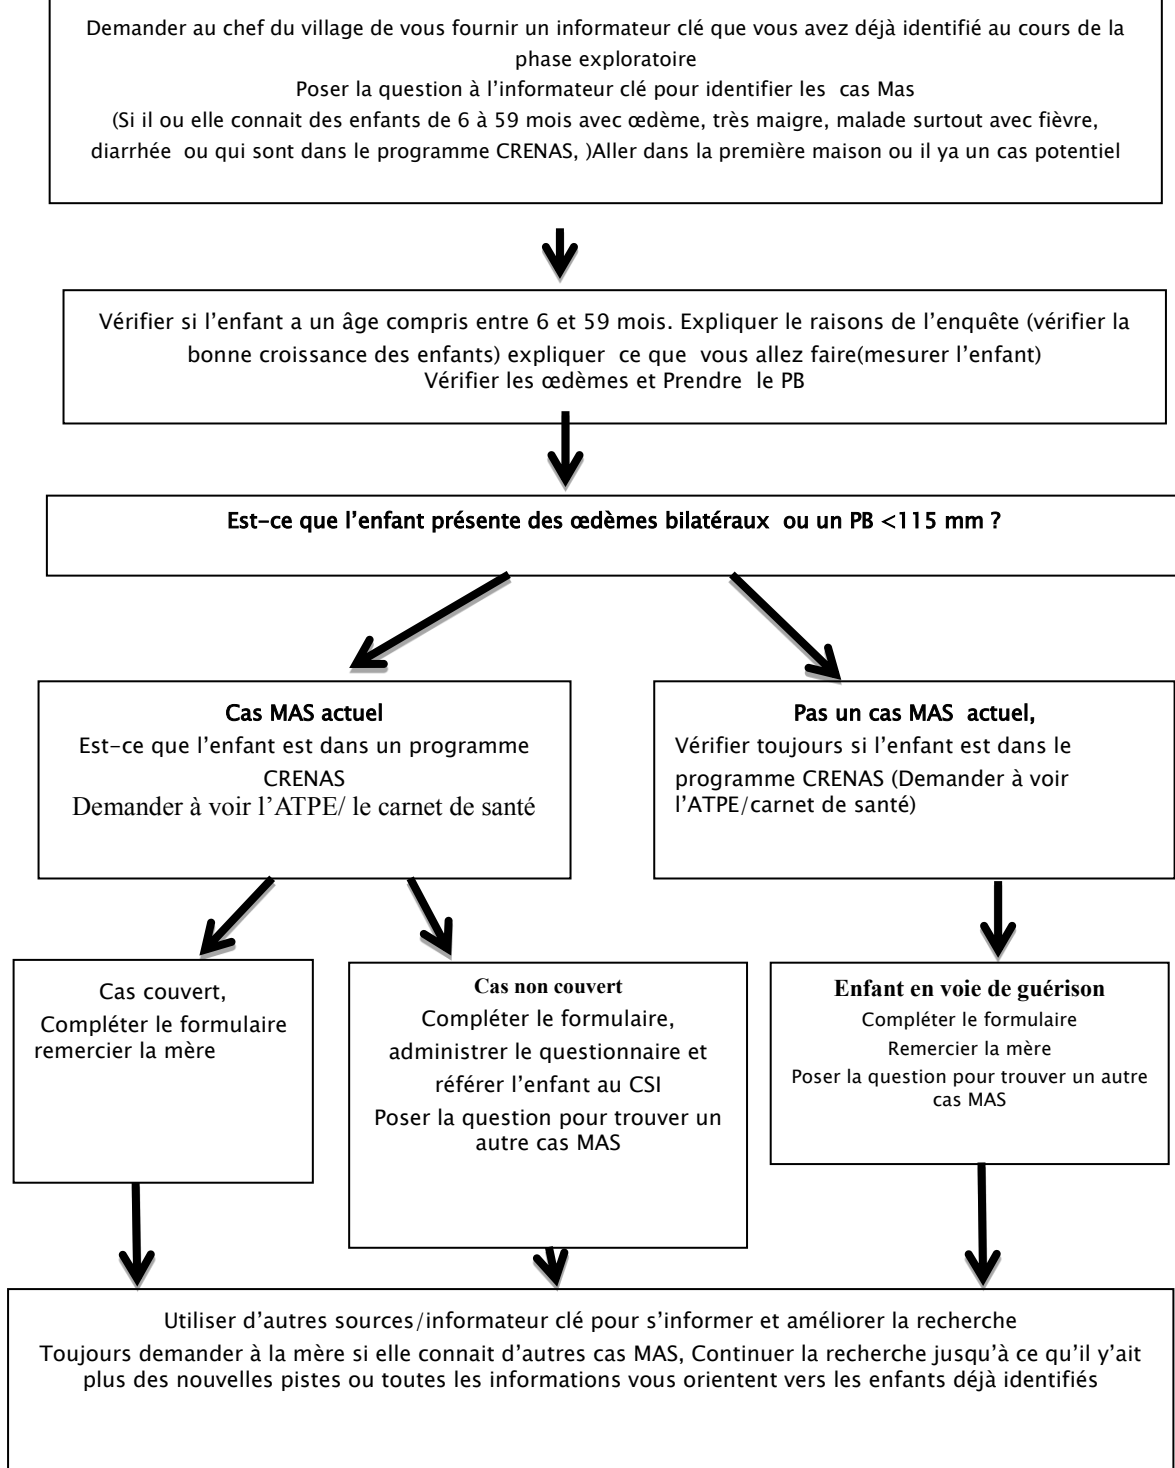 Demander au chef du village de vous fournir un informateur clé que vous avez déjà identifié au cours de la
phase exploratoire
Poser la question à l’informateur clé pour identifier les cas Mas
(Si il ou elle connait des enfants de 6 à 59 mois avec œdème, très maigre, malade surtout avec fièvre,
diarrhée ou qui sont dans le programme CRENAS, )Aller dans la première maison ou il ya un cas potentiel
Vérifier si l’enfant a un âge compris entre 6 et 59 mois. Expliquer le raisons de l’enquête (vérifier la
bonne croissance des enfants) expliquer ce que vous allez faire(mesurer l’enfant)
Vérifier les œdèmes et Prendre le PB
Est-ce que l’enfant présente des œdèmes bilatéraux ou un PB <115 mm ?
Cas MAS actuel
Est-ce que l’enfant est dans un programme
CRENAS
Demander à voir l’ATPE/ le carnet de santé
Pas un cas MAS actuel,
Vérifier toujours si l’enfant est dans le
programme CRENAS (Demander à voir
l’ATPE/carnet de santé)
Cas couvert,
Compléter le formulaire
remercier la mère
Cas non couvert
Compléter le formulaire,
administrer le questionnaire et
référer l’enfant au CSI
Poser la question pour trouver un
autre cas MAS
Enfant en voie de guérison
Compléter le formulaire
Remercier la mère
Poser la question pour trouver un autre
cas MAS
Utiliser d’autres sources/informateur clé pour s’informer et améliorer la recherche
Toujours demander à la mère si elle connait d’autres cas MAS, Continuer la recherche jusqu’à ce qu’il y’ait
plus des nouvelles pistes ou toutes les informations vous orientent vers les enfants déjà identifiés